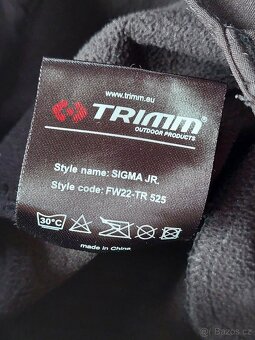 www.trimm.eu
TRIMM
OUTDOOR PRODUCTS
Style name: SIGMA JR.
Style code: FW22-TR 525
30°C
made in China
Bazos.cz